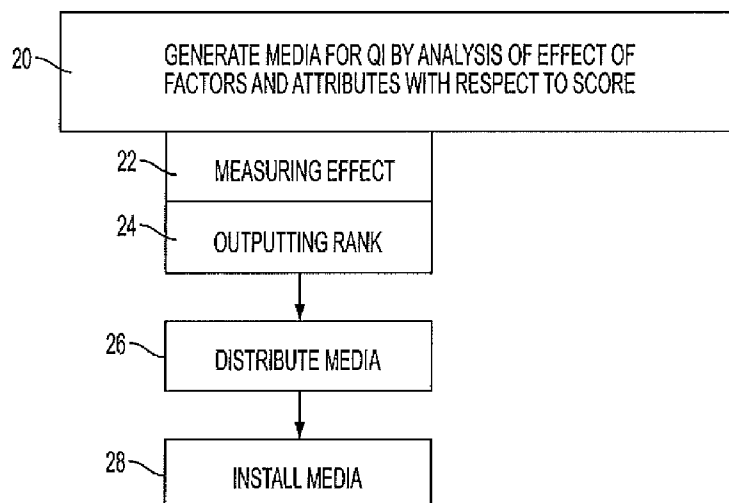 20
GENERATE MEDIA FOR QI BY ANALYSIS OF EFFECT OF
FACTORS AND ATTRIBUTES WITH RESPECT TO SCORE
22
MEASURING EFFECT
24
OUTPUTTING RANK
26
DISTRIBUTE MEDIA
28
INSTALL MEDIA